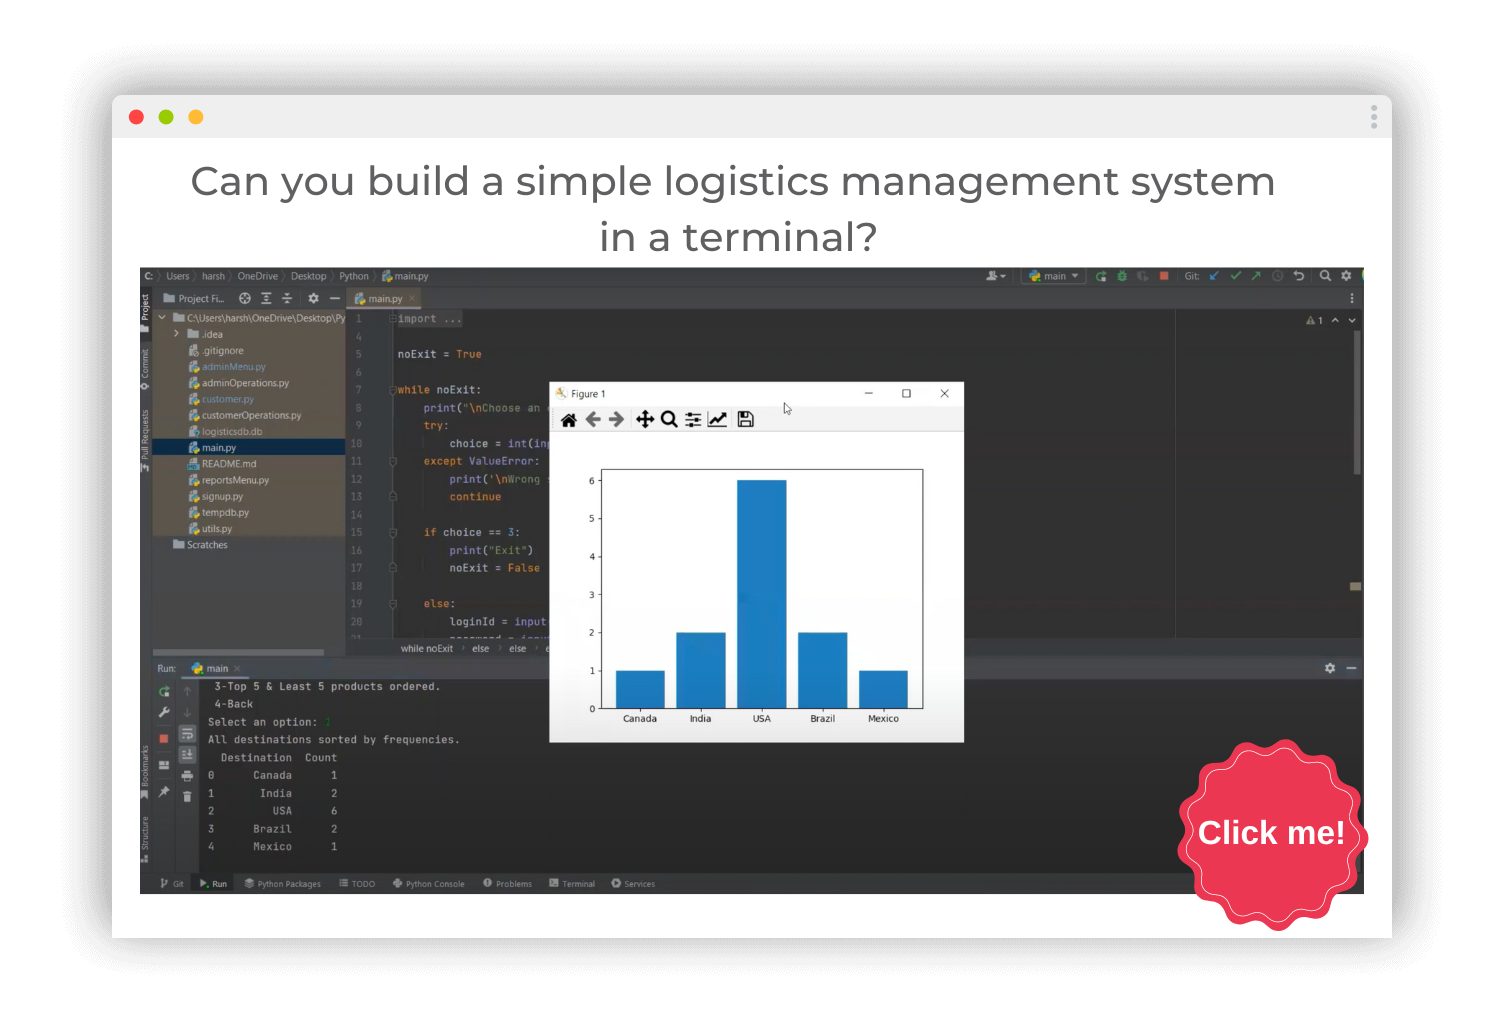 Can you build a simple logistics management system
in a terminal?
C: Users harsh OneDrive Desktop Python main.py
main
Git:
Project Fi...
main.py
C:\Users\harsh\OneDrive\Desktop\Py
.idea
.gitignore
adminMenu.py
adminOperations.py
customer.py
customerOperations.py
logisticsdb.db
main.py
README.md
reportsMenu.py
signup.py
tempdb.py
utils.py
Scratches
Project
Commit
Pull Requests
Bookmarks
Structure
1 import ...
4
5 noExit = True
6
7 while noExit:
8 print("\nChoose an
9 try:
10 choice = int(inp
11 except ValueError:
12 print('\nWrong
13 continue
14
15 if choice == 3:
16 print("Exit")
17 noExit = False
18
19 else:
20 loginId = input
1
while noExit else else
Figure 1
6
5
4
3
2
1
0
Canada India USA Brazil Mexico
Run: main
3-Top 5 & Least 5 products ordered.
4-Back
Select an option: 1
All destinations sorted by frequencies.
Destination Count
0 Canada 1
1 India 2
2 USA 6
3 Brazil 2
4 Mexico 1
Git Run Python Packages TODO Python Console Problems Terminal Services
Click me!